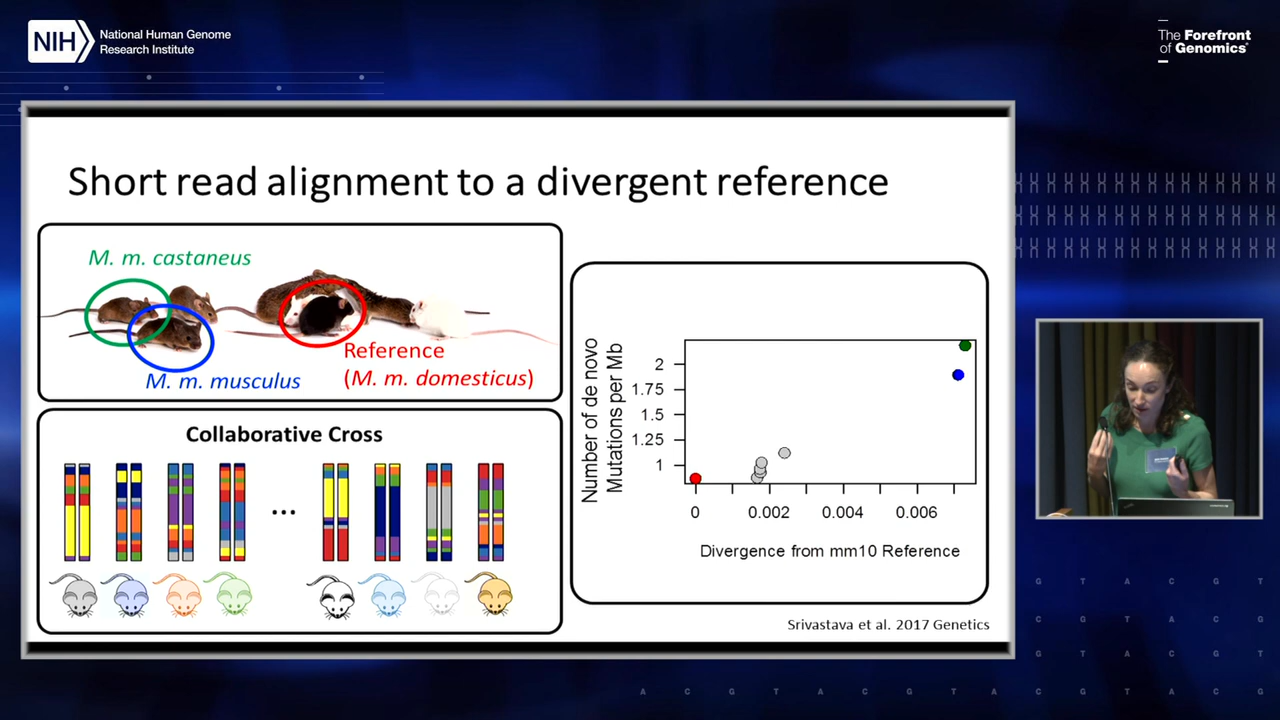 NIH
National Human Genome
Research Institute
The Forefront
of Genomics®
Short read alignment to a divergent reference
M. m. castaneus
M. m. musculus
Reference
(M. m. domesticus)
Collaborative Cross
...
Number of de novo
Mutations per Mb
2
1.75
1.5
1.25
1
0
0.002
0.004
0.006
Divergence from mm10 Reference
Srivastava et al. 2017 Genetics
G T A C G T
C G T A C G
G T A C G T
A C G T A C G T A C G T A C G